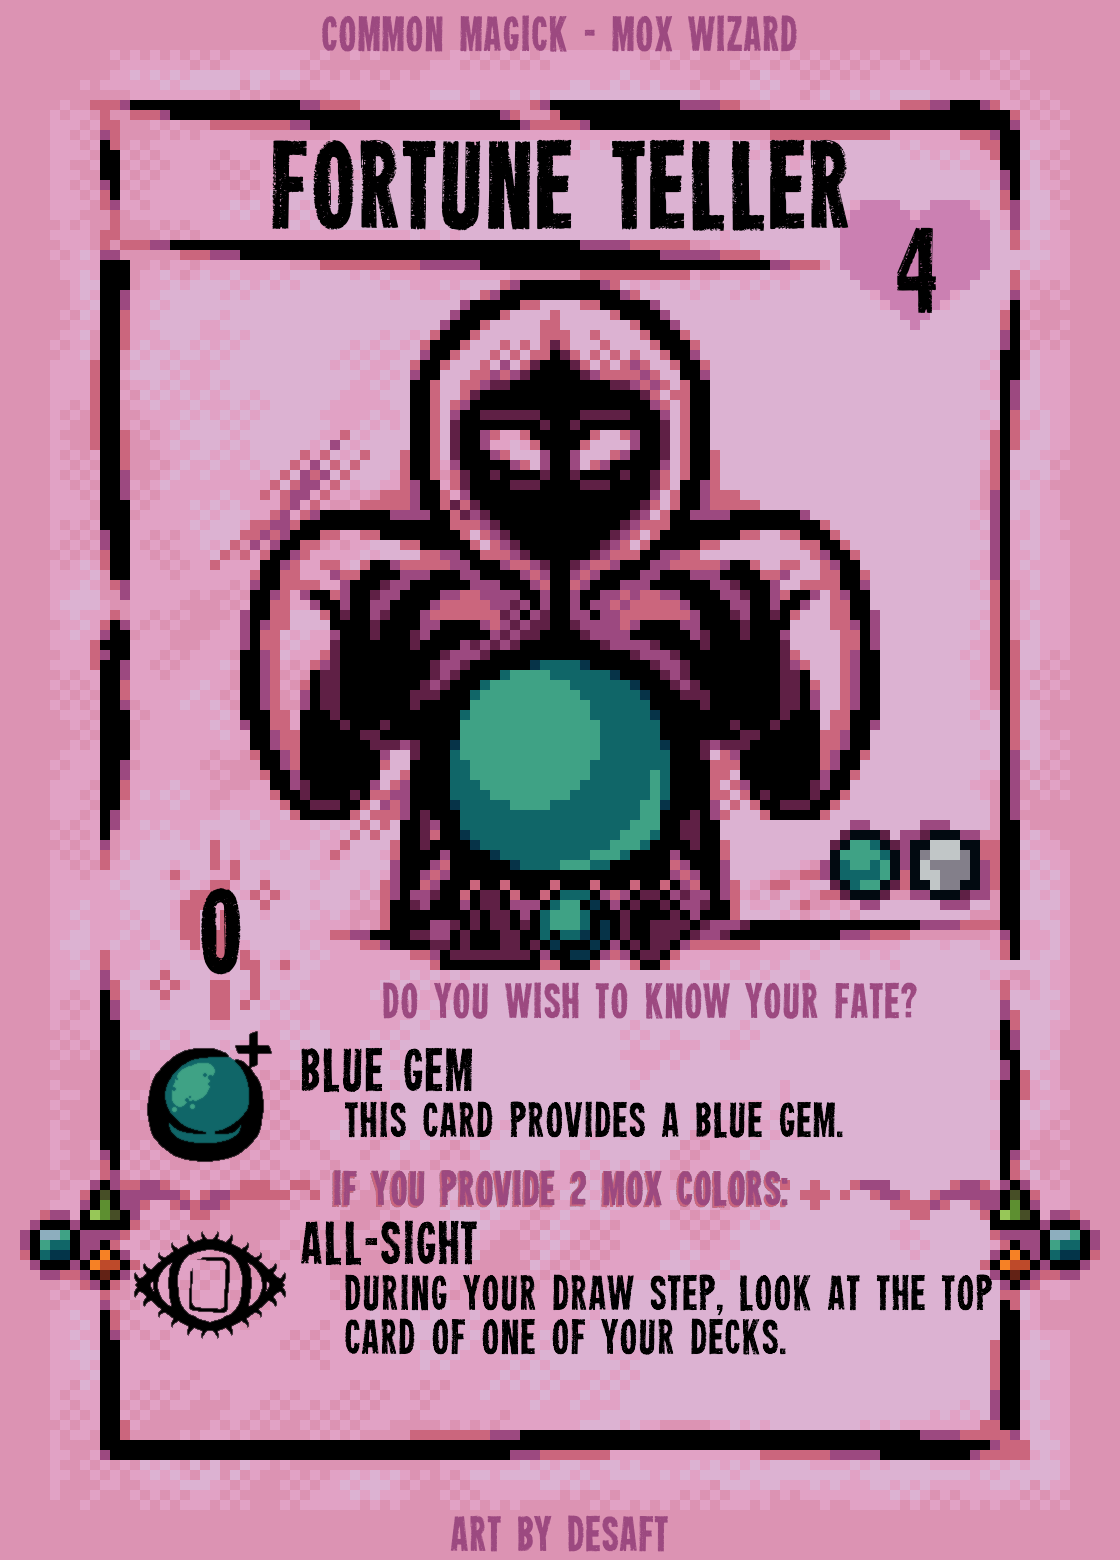 COMMON MAGICK - MOX WIZARD
FORTUNE TELLER
4
0
DO YOU WISH TO KNOW YOUR FATE?
BLUE GEM
THIS CARD PROVIDES A BLUE GEM.
IF YOU PROVIDE 2 MOX COLORS:
ALL-SIGHT
DURING YOUR DRAW STEP, LOOK AT THE TOP
CARD OF ONE OF YOUR DECKS.
ART BY DESAFT